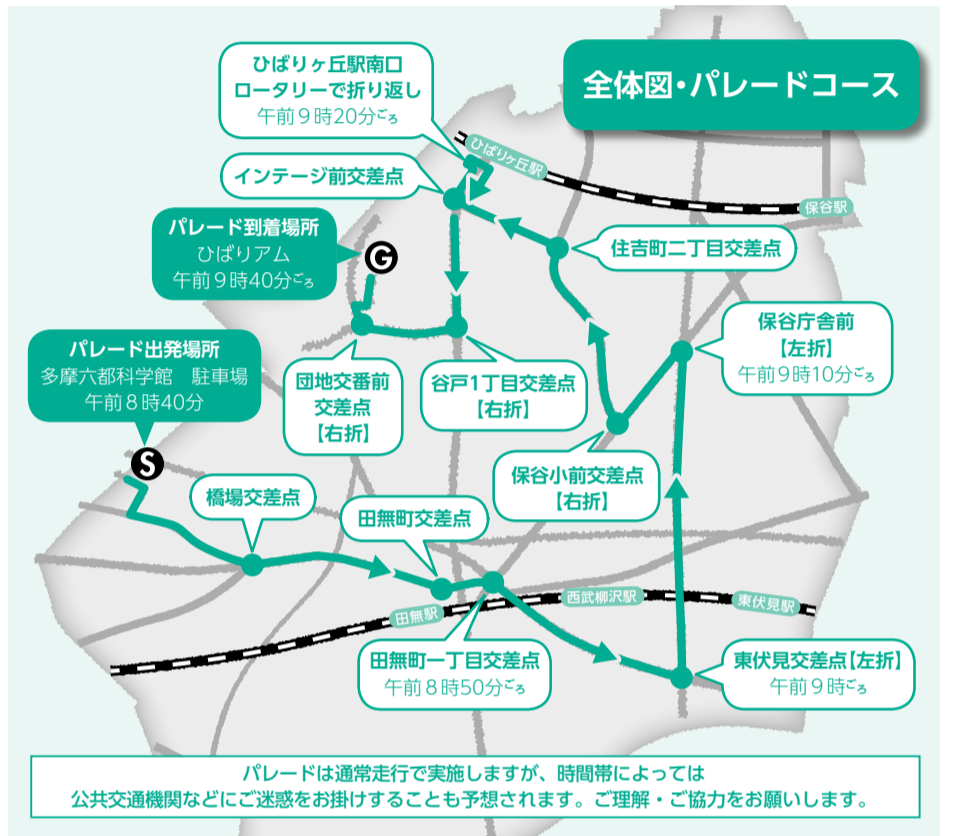 全体図・パレードコース
ひばりヶ丘駅南口
ロータリーで折り返し
午前9時20分ごろ
ひばりヶ丘駅
インテージ前交差点
保谷駅
パレード到着場所
ひばりアム
午前9時40分ごろ
G
住吉町二丁目交差点
保谷庁舎前
【左折】
午前9時10分ごろ
パレード出発場所
多摩六都科学館 駐車場
午前8時40分
団地交番前
交差点
【右折】
谷戸1丁目交差点
【右折】
S
保谷小前交差点
【右折】
橋場交差点
田無町交差点
田無駅
西武柳沢駅
東伏見駅
田無町一丁目交差点
午前8時50分ごろ
東伏見交差点【左折】
午前9時ごろ
パレードは通常走行で実施しますが、時間帯によっては
公共交通機関などにご迷惑をお掛けすることも予想されます。ご理解・ご協力をお願いします。